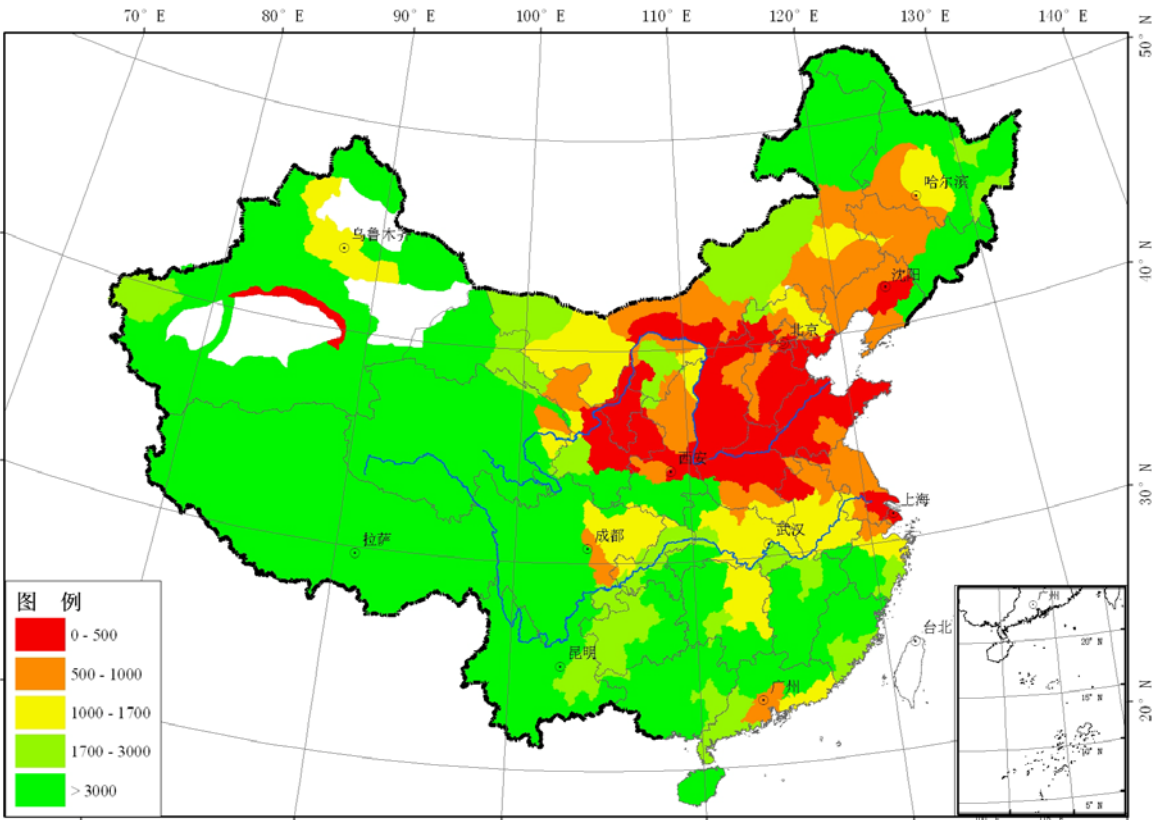 70° E 80° E 90° E 100° E 110° E 120° E 130° E 140° E
50° N
40° N
30° N
20° N
哈尔滨
乌鲁木齐
沈阳
北京
西安
上海
成都
武汉
拉萨
台北
昆明
广州
图 例
0 - 500
500 - 1000
1000 - 1700
1700 - 3000
> 3000
广州
20° N
15° N
10° N
5° N